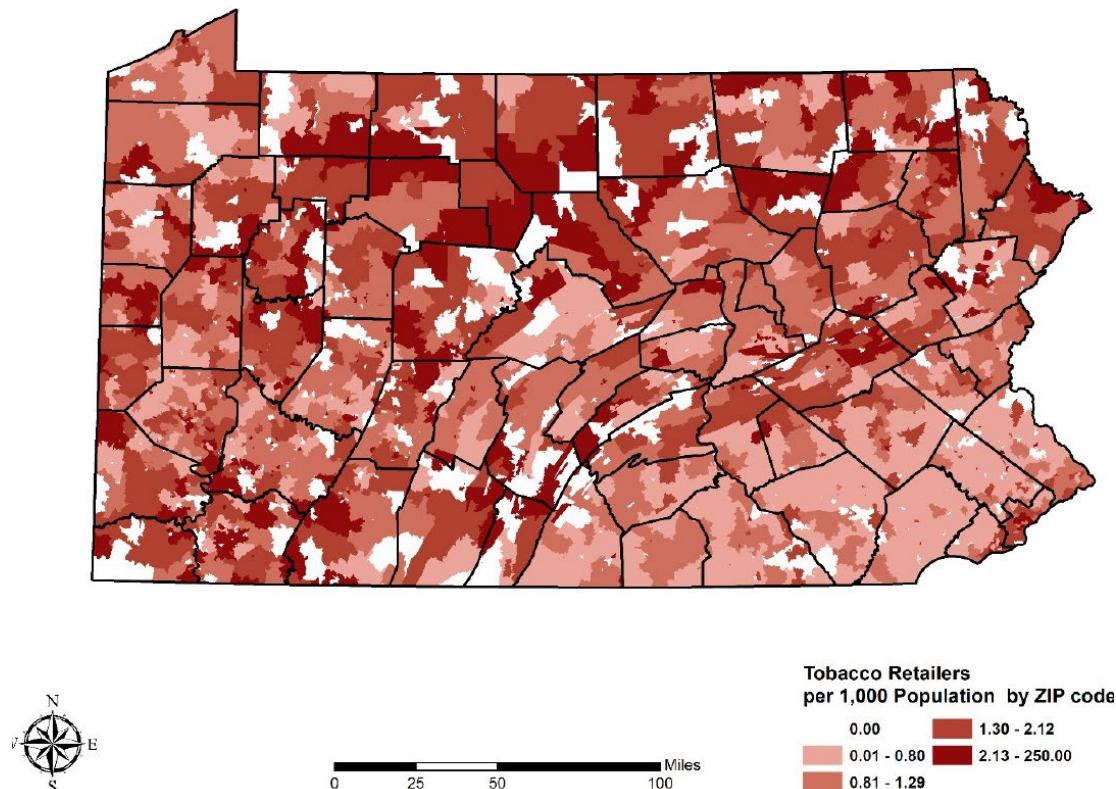 Tobacco Retailers
per 1,000 Population by ZIP code
0.00
0.01 - 0.80
0.81 - 1.29
1.30 - 2.12
2.13 - 250.00
N
E
S
Miles
0 25 50 100